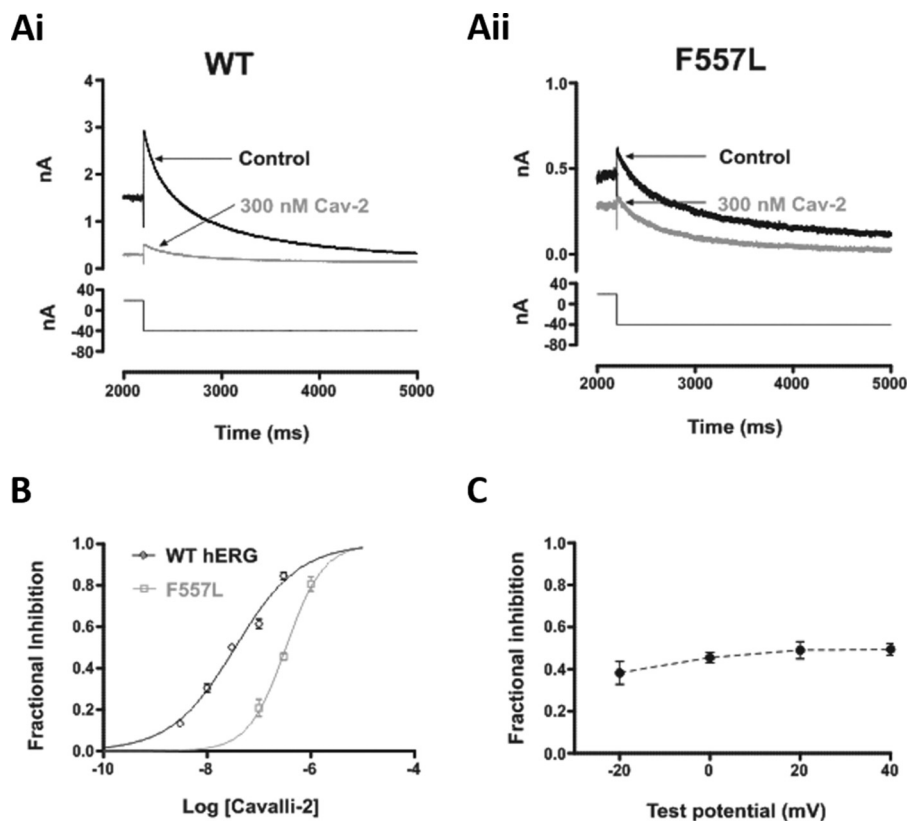 Ai
WT
4
3
2
1
0
nA
Control
300 nM Cav-2
40
0
-40
-80
nA
2000 3000 4000 5000
Time (ms)
Aii
F557L
1.0
0.5
0.0
nA
Control
300 nM Cav-2
40
0
-40
-80
nA
2000 3000 4000 5000
Time (ms)
B
1.0
0.8
0.6
0.4
0.2
0.0
Fractional Inhibition
WT hERG
F557L
-10 -8 -6 -4
Log [Cavalli-2]
C
1.0
0.8
0.6
0.4
0.2
0.0
Fractional inhibition
-20 0 20 40
Test potential (mV)